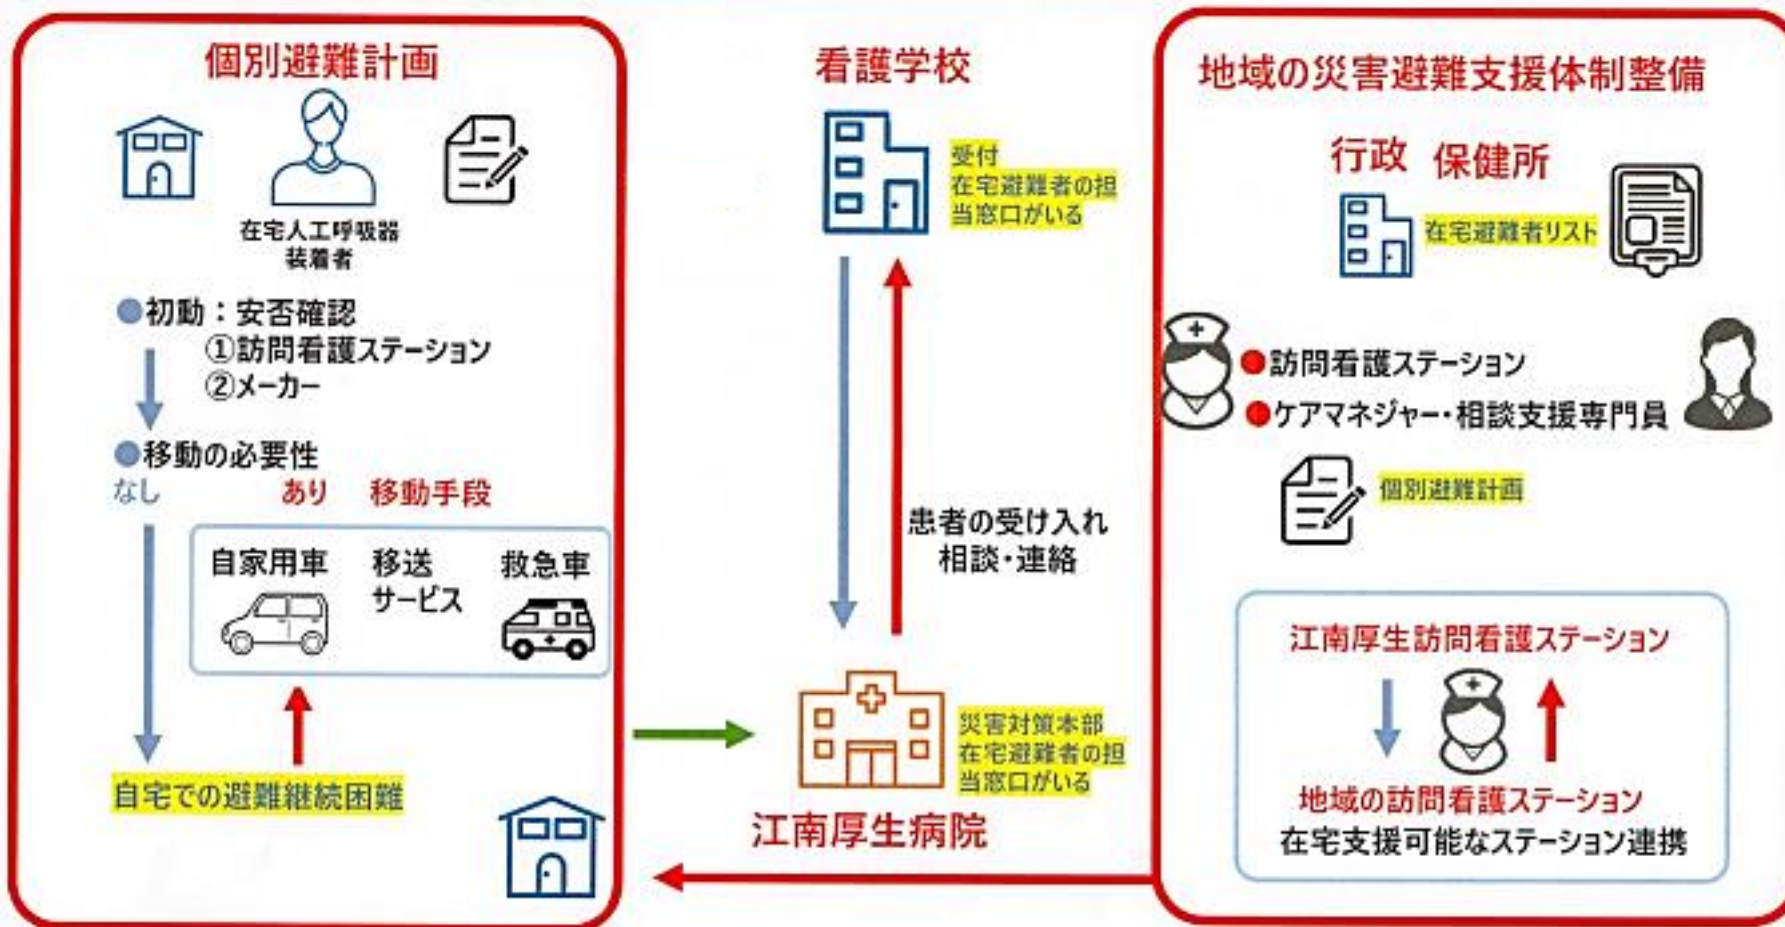 個別避難計画
在宅人工呼吸器
装着者
●初動：安否確認
①訪問看護ステーション
②メーカー
●移動の必要性
なし
あり 移動手段
自家用車
移送
サービス
救急車
自宅での避難継続困難
看護学校
受付
在宅避難者の担
当窓口がいる
患者の受け入れ
相談・連絡
災害対策本部
在宅避難者の担
当窓口がいる
江南厚生病院
地域の災害避難支援体制整備
行政 保健所
在宅避難者リスト
●訪問看護ステーション
●ケアマネジャー・相談支援専門員
個別避難計画
江南厚生訪問看護ステーション
地域の訪問看護ステーション
在宅支援可能なステーション連携